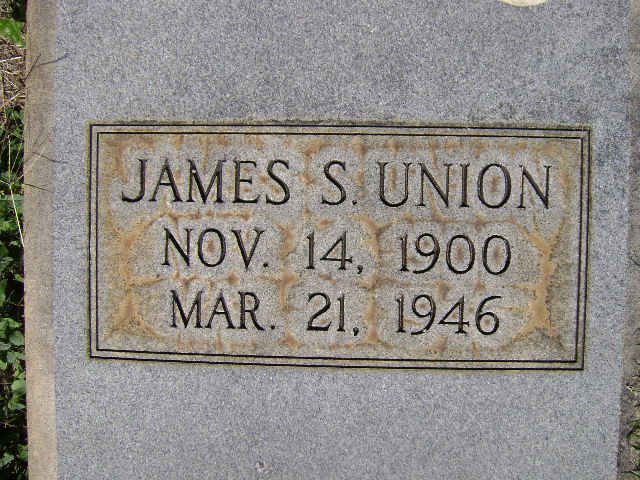 JAMES S. UNION
NOV. 14, 1900
MAR. 21, 1946